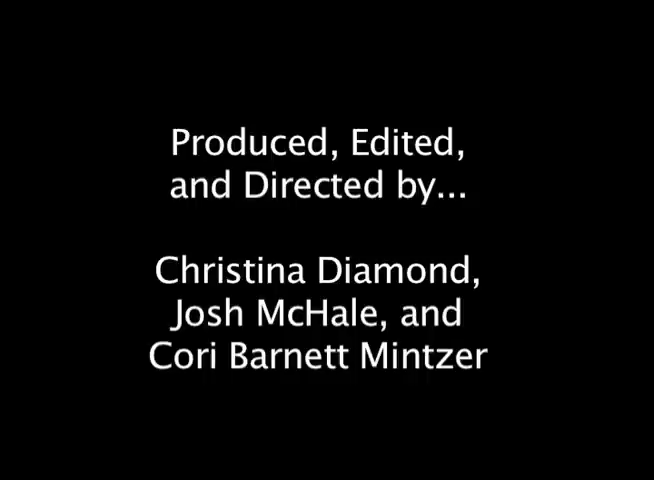 Produced, Edited,
and Directed by...
Christina Diamond,
Josh McHale, and
Cori Barnett Mintzer